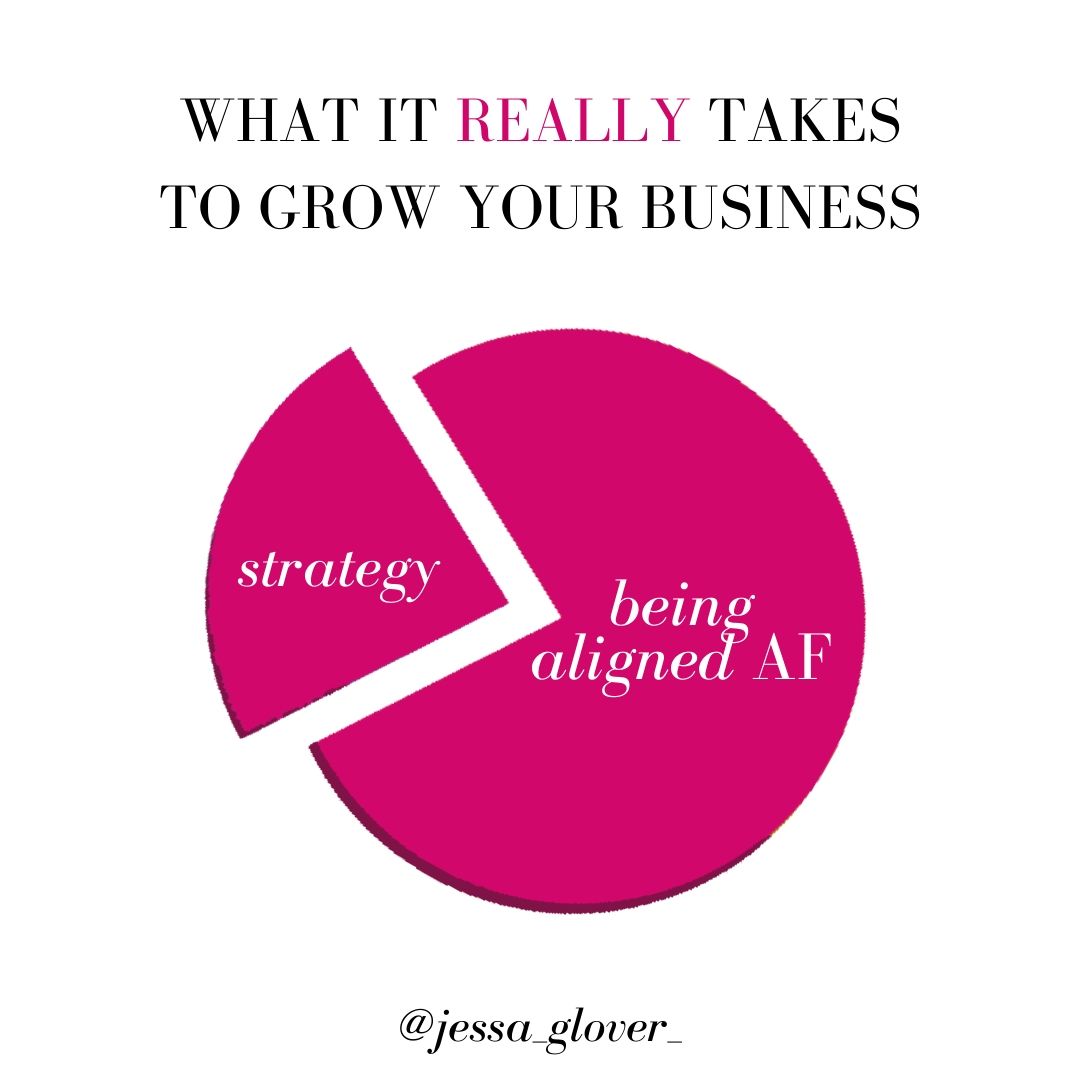 WHAT IT REALLY TAKES
TO GROW YOUR BUSINESS
strategy
being
aligned AF
@jessa_glover_